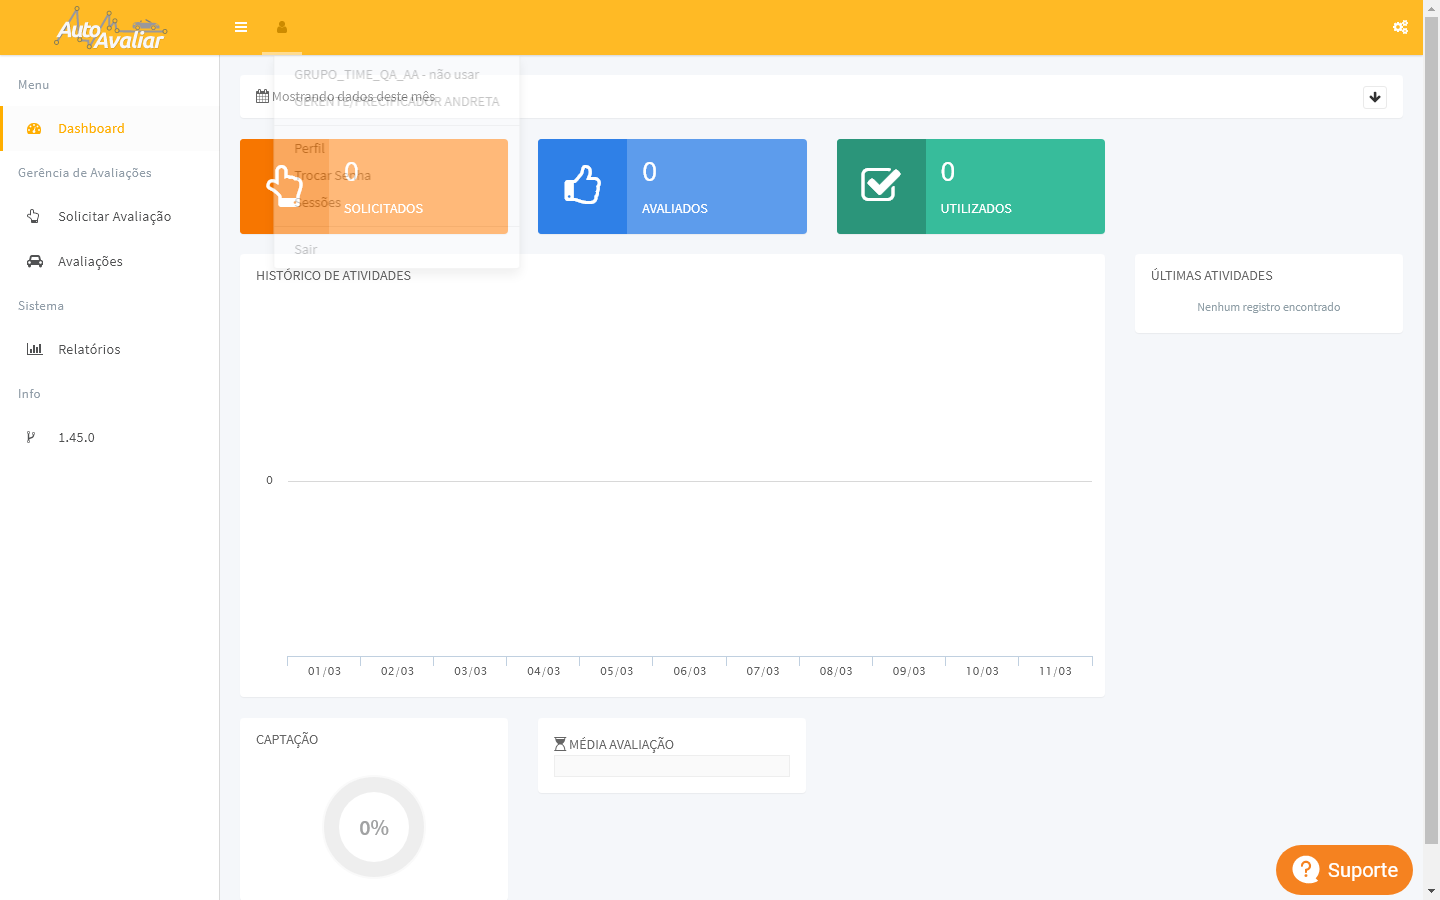 Auto Avaliar
GRUPO_TIME_QA_AA - não usar
GERENTE/PRECIFICADOR ANDRETA
Perfil
Trocar Senha
Sessões
Sair
Menu
Dashboard
Gerência de Avaliações
Solicitar Avaliação
Avaliações
Sistema
Relatórios
Info
1.45.0
Mostrando dados deste mês
0
SOLICITADOS
0
AVALIADOS
0
UTILIZADOS
HISTÓRICO DE ATIVIDADES
0
01/03 02/03 03/03 04/03 05/03 06/03 07/03 08/03 09/03 10/03 11/03
ÚLTIMAS ATIVIDADES
Nenhum registro encontrado
CAPTAÇÃO
0%
MÉDIA AVALIAÇÃO
Suporte